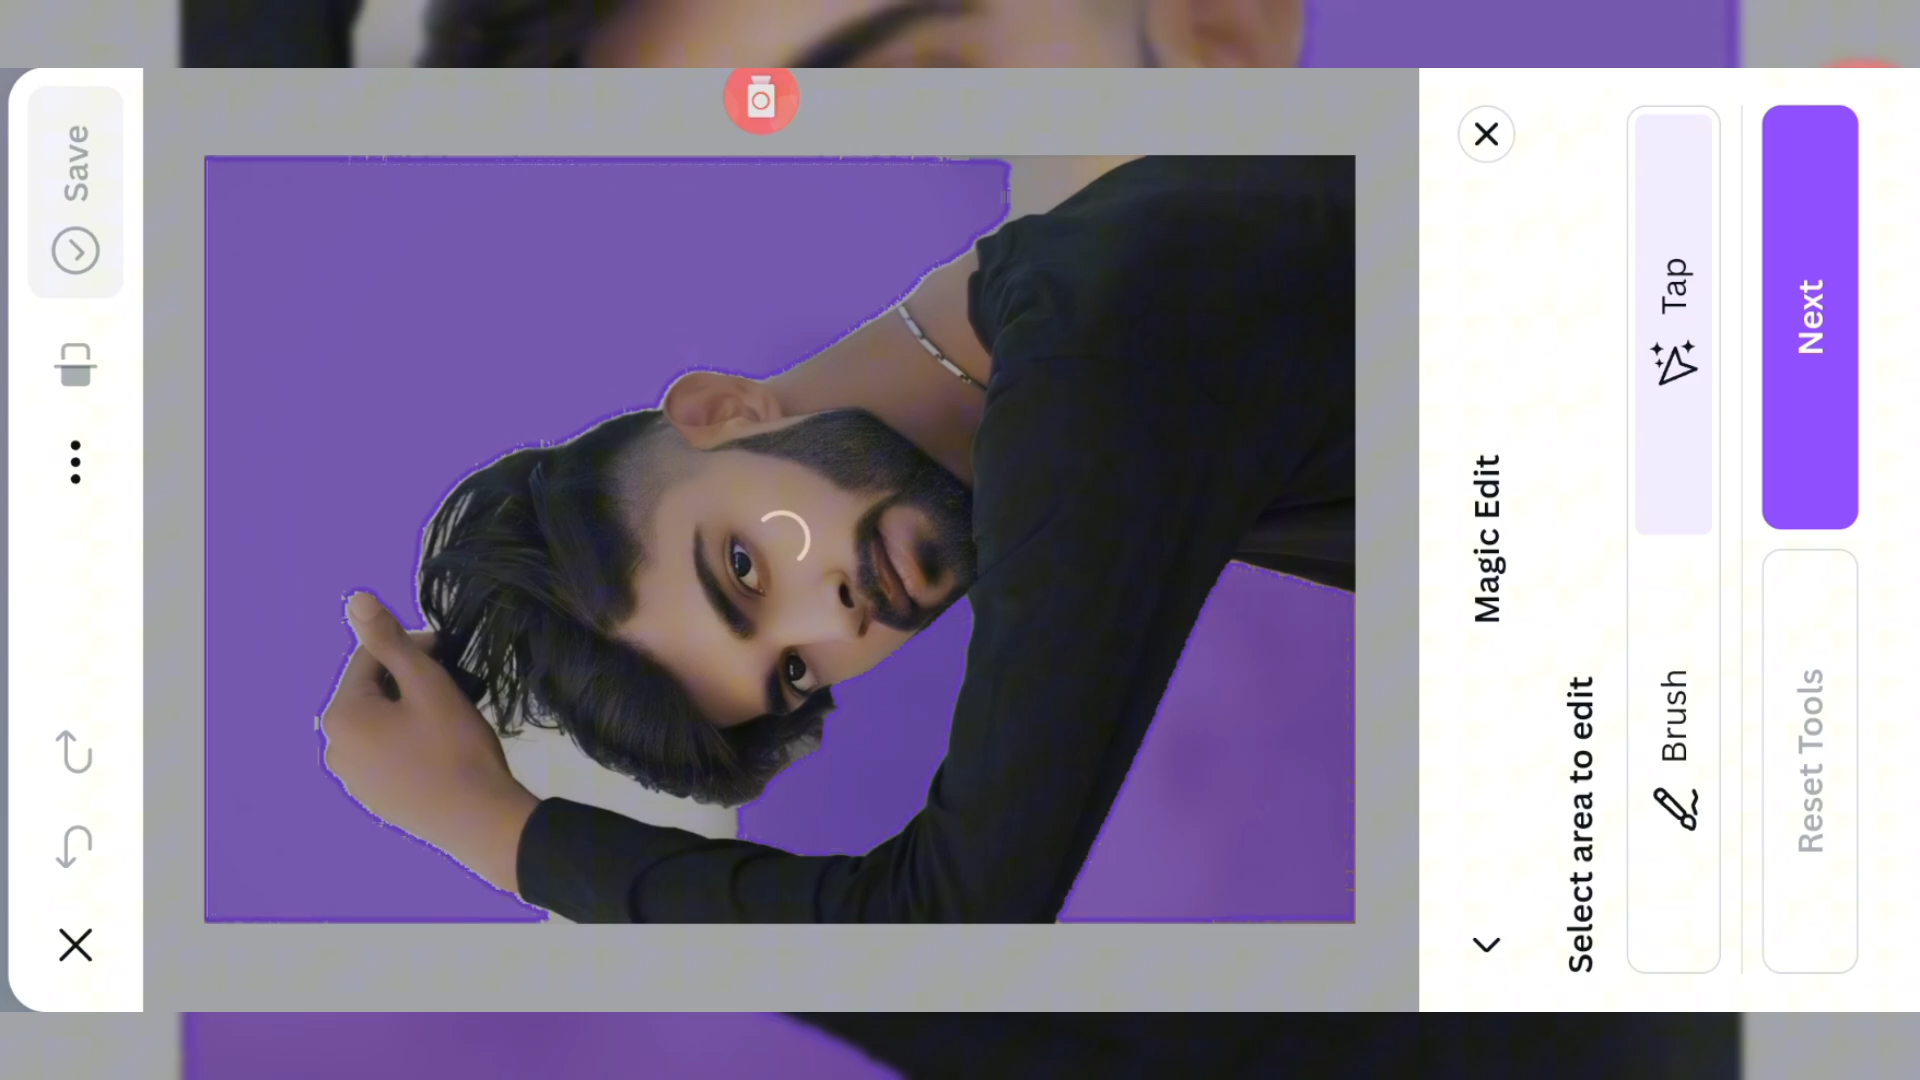 Save
Magic Edit
Select area to edit
Brush
Tap
Reset Tools
Next